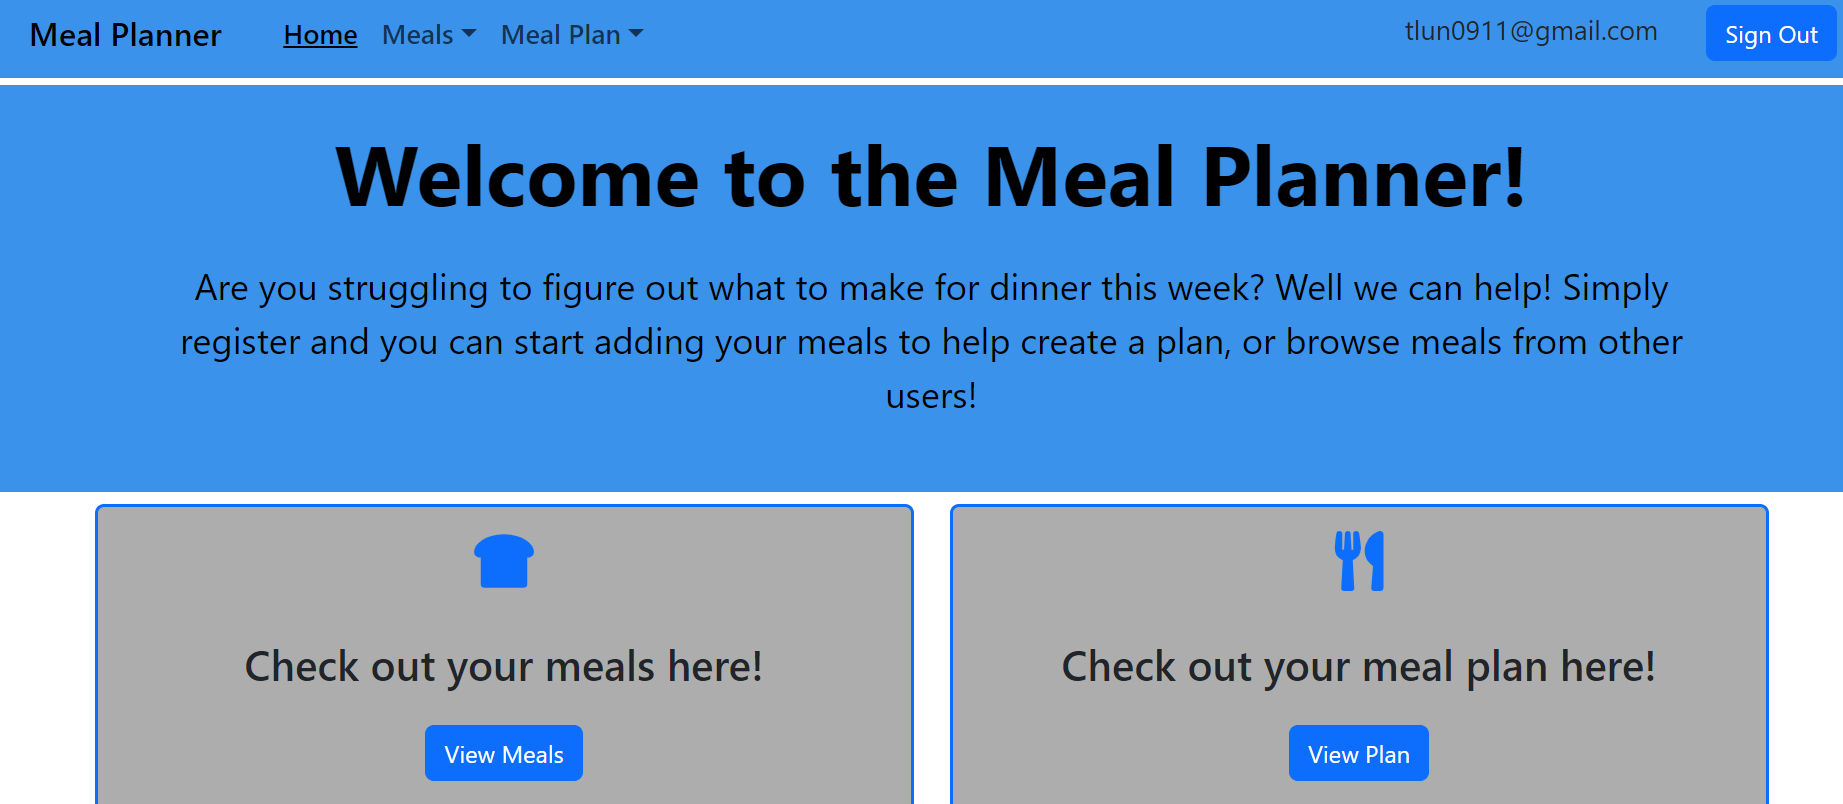 Meal Planner Home Meals Meal Plan tlun0911@gmail.com Sign Out
Welcome to the Meal Planner!
Are you struggling to figure out what to make for dinner this week? Well we can help! Simply
register and you can start adding your meals to help create a plan, or browse meals from other
users!
Check out your meals here!
View Meals
Check out your meal plan here!
View Plan